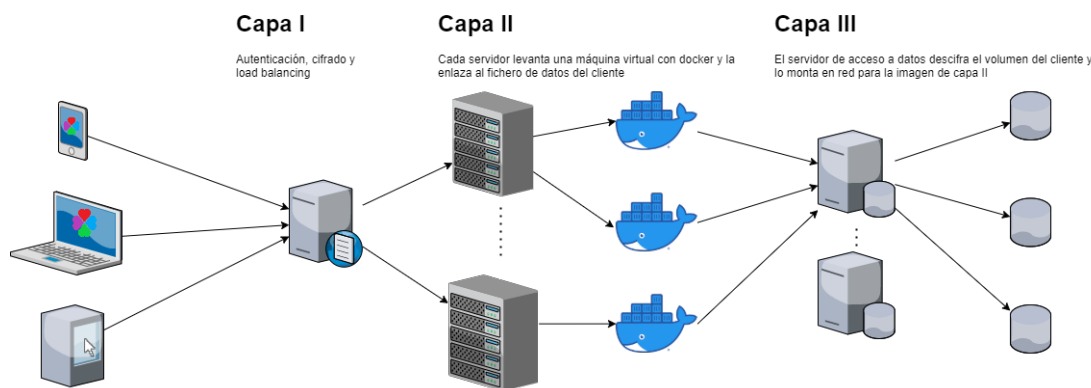 Capa I
Autenticación, cifrado y
load balancing
Capa II
Cada servidor levanta una máquina virtual con docker y la
enlaza al fichero de datos del cliente
Capa III
El servidor de acceso a datos descifra el volumen del cliente y
lo monta en red para la imagen de capa II